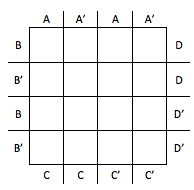 A A′ A A′
B D
B′ D
B D′
B′ D′
C C C′ C′